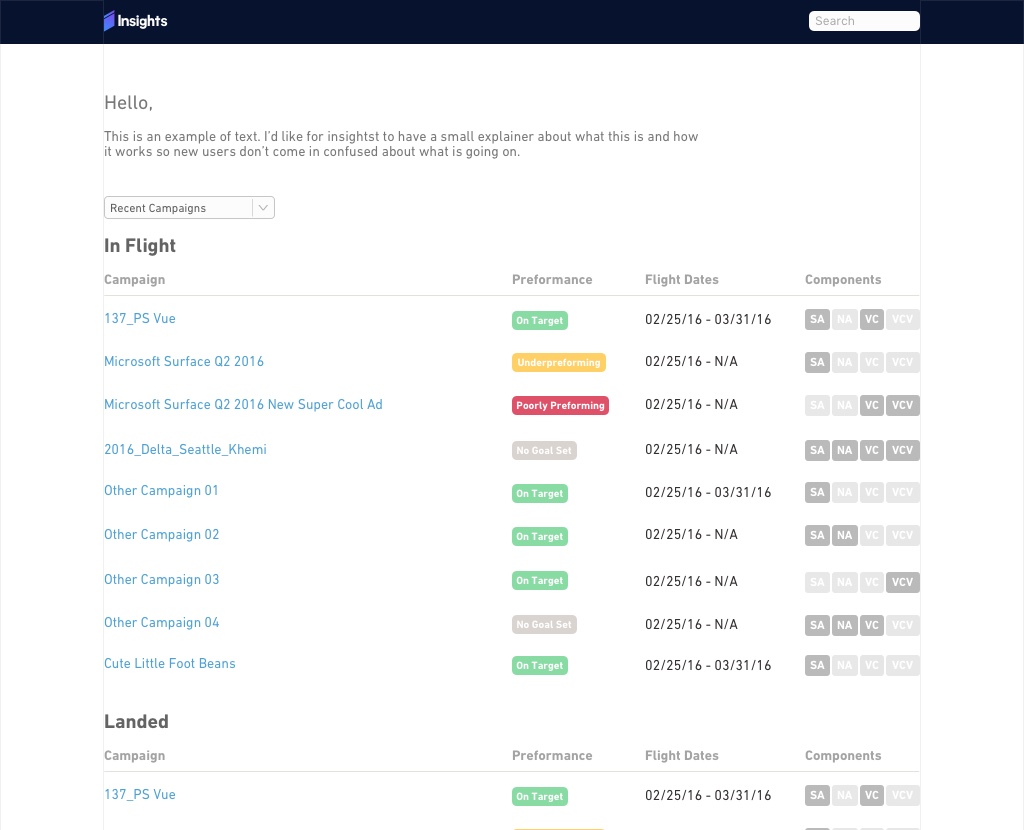 Insights
Search
Hello,
This is an example of text. I'd like for insightst to have a small explainer about what this is and how
it works so new users don't come in confused about what is going on.
Recent Campaigns
In Flight
Campaign Preformance Flight Dates Components
137_PS Vue On Target 02/25/16 - 03/31/16 SA NA VC VCV
Microsoft Surface Q2 2016 Underpreforming 02/25/16 - N/A SA NA VC VCV
Microsoft Surface Q2 2016 New Super Cool Ad Poorly Preforming 02/25/16 - N/A SA NA VC VCV
2016_Delta_Seattle_Khemi No Goal Set 02/25/16 - N/A SA NA VC VCV
Other Campaign 01 On Target 02/25/16 - 03/31/16 SA NA VC VCV
Other Campaign 02 On Target 02/25/16 - N/A SA NA VC VCV
Other Campaign 03 On Target 02/25/16 - N/A SA NA VC VCV
Other Campaign 04 No Goal Set 02/25/16 - N/A SA NA VC VCV
Cute Little Foot Beans On Target 02/25/16 - 03/31/16 SA NA VC VCV
Landed
Campaign Preformance Flight Dates Components
137_PS Vue On Target 02/25/16 - 03/31/16 SA NA VC VCV